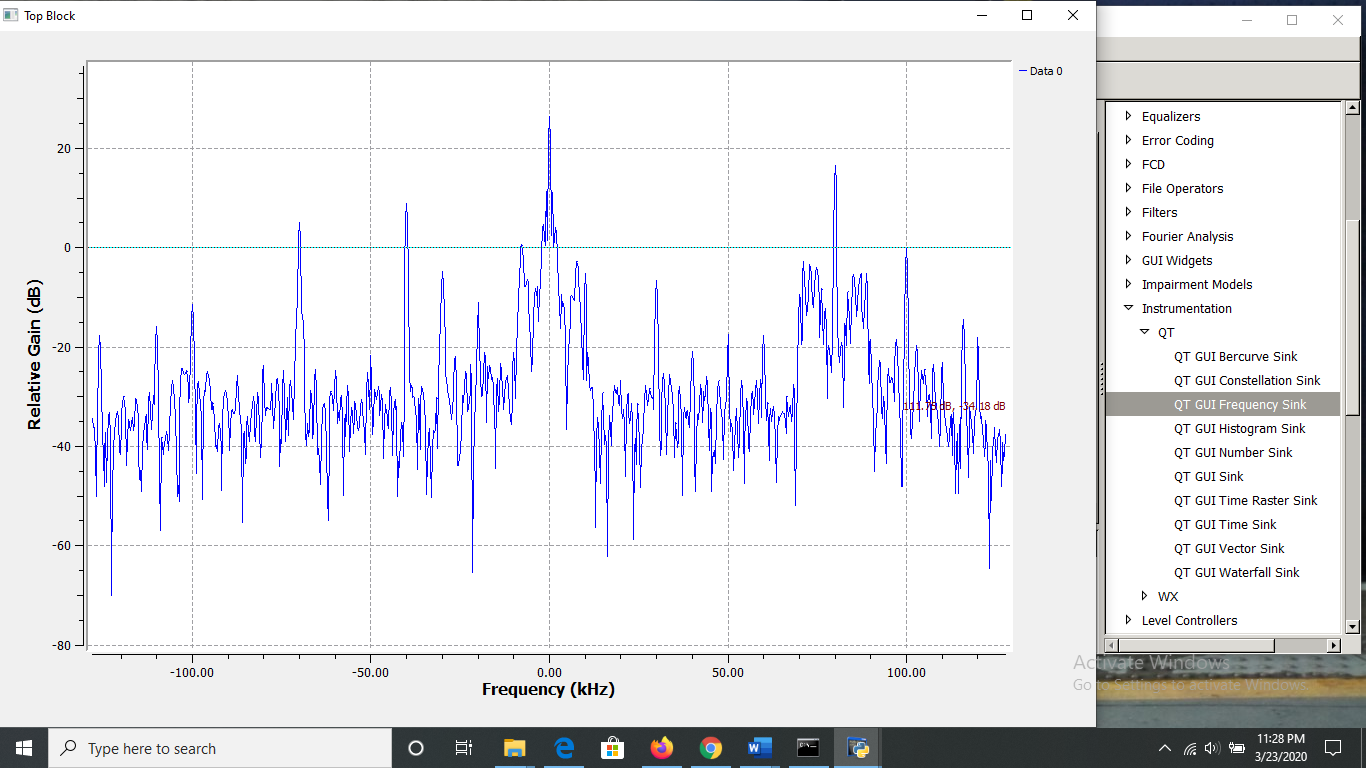 Top Block
Data 0
20
0
-20
-40
-60
-80
Relative Gain (dB)
-34.18 dB
-100.00
-50.00
0.00
50.00
100.00
Frequency (kHz)
Equalizers
Error Coding
FCD
File Operators
Filters
Fourier Analysis
GUI Widgets
Impairment Models
Instrumentation
QT
QT GUI Bercurve Sink
QT GUI Constellation Sink
QT GUI Frequency Sink
QT GUI Histogram Sink
QT GUI Number Sink
QT GUI Sink
QT GUI Time Raster Sink
QT GUI Time Sink
QT GUI Vector Sink
QT GUI Waterfall Sink
WX
Level Controllers
Activate Windows
Go to Settings to activate Windows.
Type here to search
11:28 PM
3/23/2020